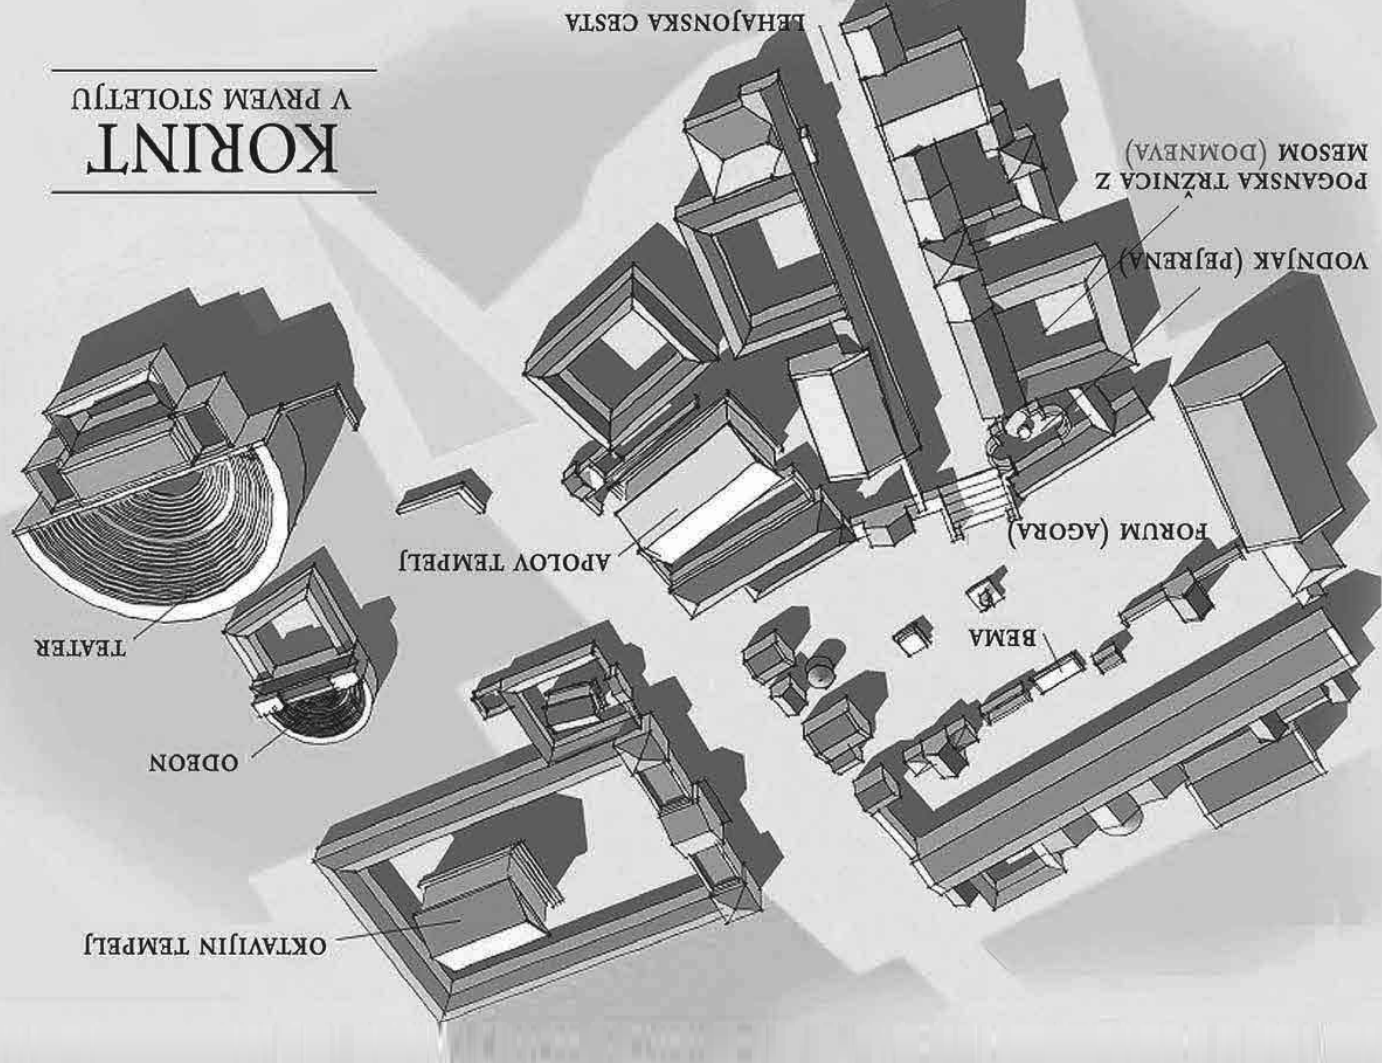 OKTAVIJIN TEMPELJ
ODEON
TEATER
BEMA
APOLOV TEMPELJ
FORUM (AGORA)
VODNJAK (PEJRENA)
POGANSKA TRŽNICA Z
MESOM (DOMNEVA)
KORINT
V PRVEM STOLETJU
LEHAJONSKA CESTA